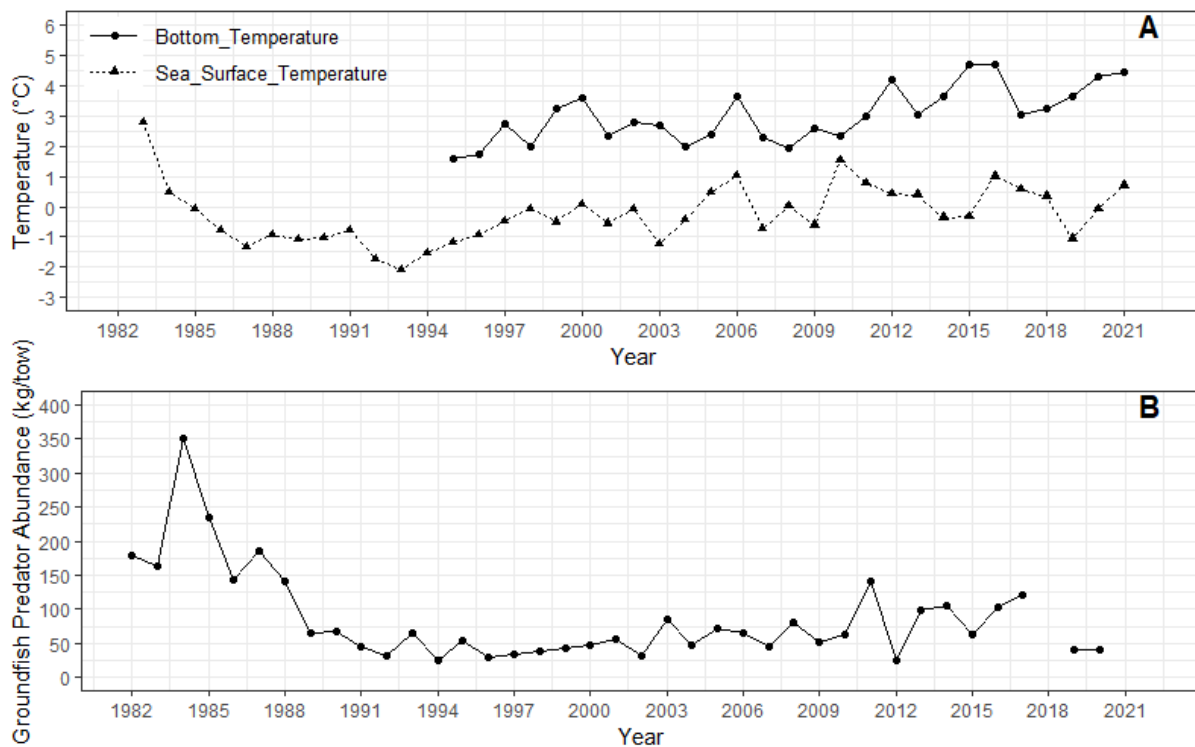 A
Bottom_Temperature
Sea_Surface_Temperature
Temperature (°C)
6
5
4
3
2
1
0
-1
-2
-3
1982 1985 1988 1991 1994 1997 2000 2003 2006 2009 2012 2015 2018 2021
Year
B
Groundfish Predator Abundance (kg/tow)
400
350
300
250
200
150
100
50
0
1982 1985 1988 1991 1994 1997 2000 2003 2006 2009 2012 2015 2018 2021
Year